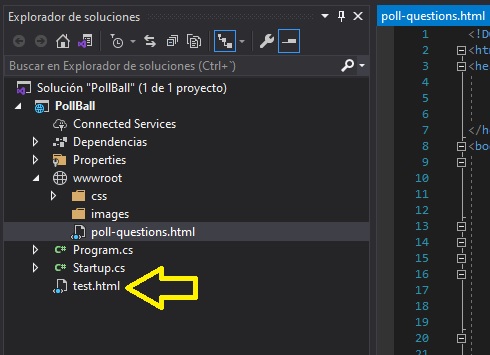 Explorador de soluciones
Buscar en Explorador de soluciones (Ctrl+`)
Solución "PollBall" (1 de 1 proyecto)
PollBall
Connected Services
Dependencias
Properties
wwwroot
css
images
poll-questions.html
C# Program.cs
C# Startup.cs
test.html
poll-questions.html
1 <!D
2 <ht
3 <he
4
5
6
7 </h
8 <bo
9
10
11
12
13
14
15
16
17
18
19
20
21